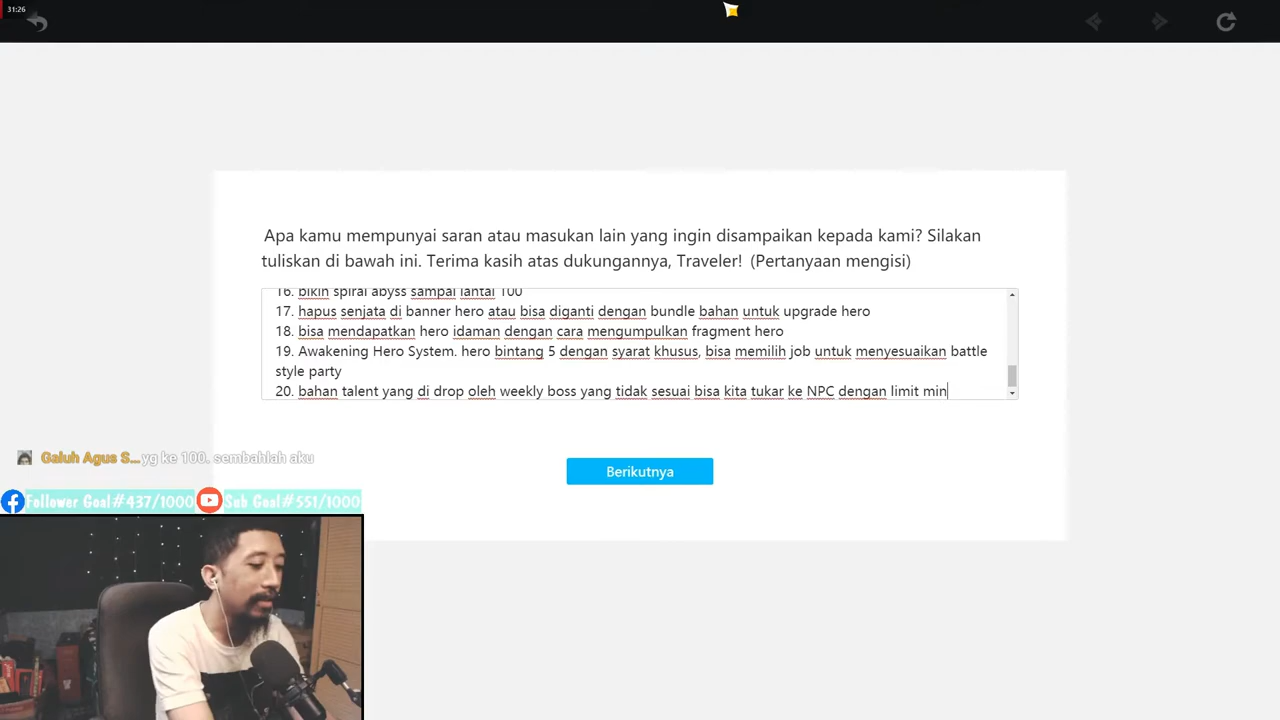 31:26
Apa kamu mempunyai saran atau masukan lain yang ingin disampaikan kepada kami? Silakan
tuliskan di bawah ini. Terima kasih atas dukungannya, Traveler! (Pertanyaan mengisi)
16. bikin spiral abyss sampai lantai 100
17. hapus senjata di banner hero atau bisa diganti dengan bundle bahan untuk upgrade hero
18. bisa mendapatkan hero idaman dengan cara mengumpulkan fragment hero
19. Awakening Hero System. hero bintang 5 dengan syarat khusus, bisa memilih job untuk menyesuaikan battle
style party
20. bahan talent yang di drop oleh weekly boss yang tidak sesuai bisa kita tukar ke NPC dengan limit min
Galuh Agus S... yg ke 100. sembahlah aku
Berikutnya
Follower Goal#437/1000 Sub Goal#551/1000